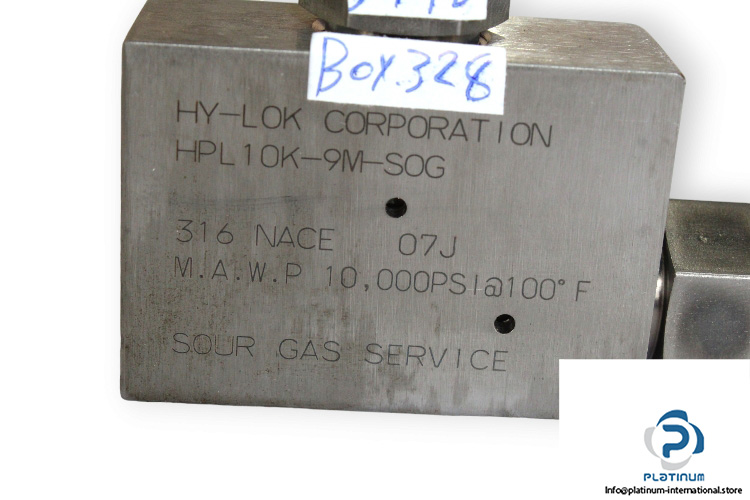 Box.328
HY-LOK CORPORATION
HPL10K-9M-SOG
316 NACE 07J
M.A.W.P 10,000PSI@100°F
SOUR GAS SERVICE
PLATINUM
Info@platinum-international.store